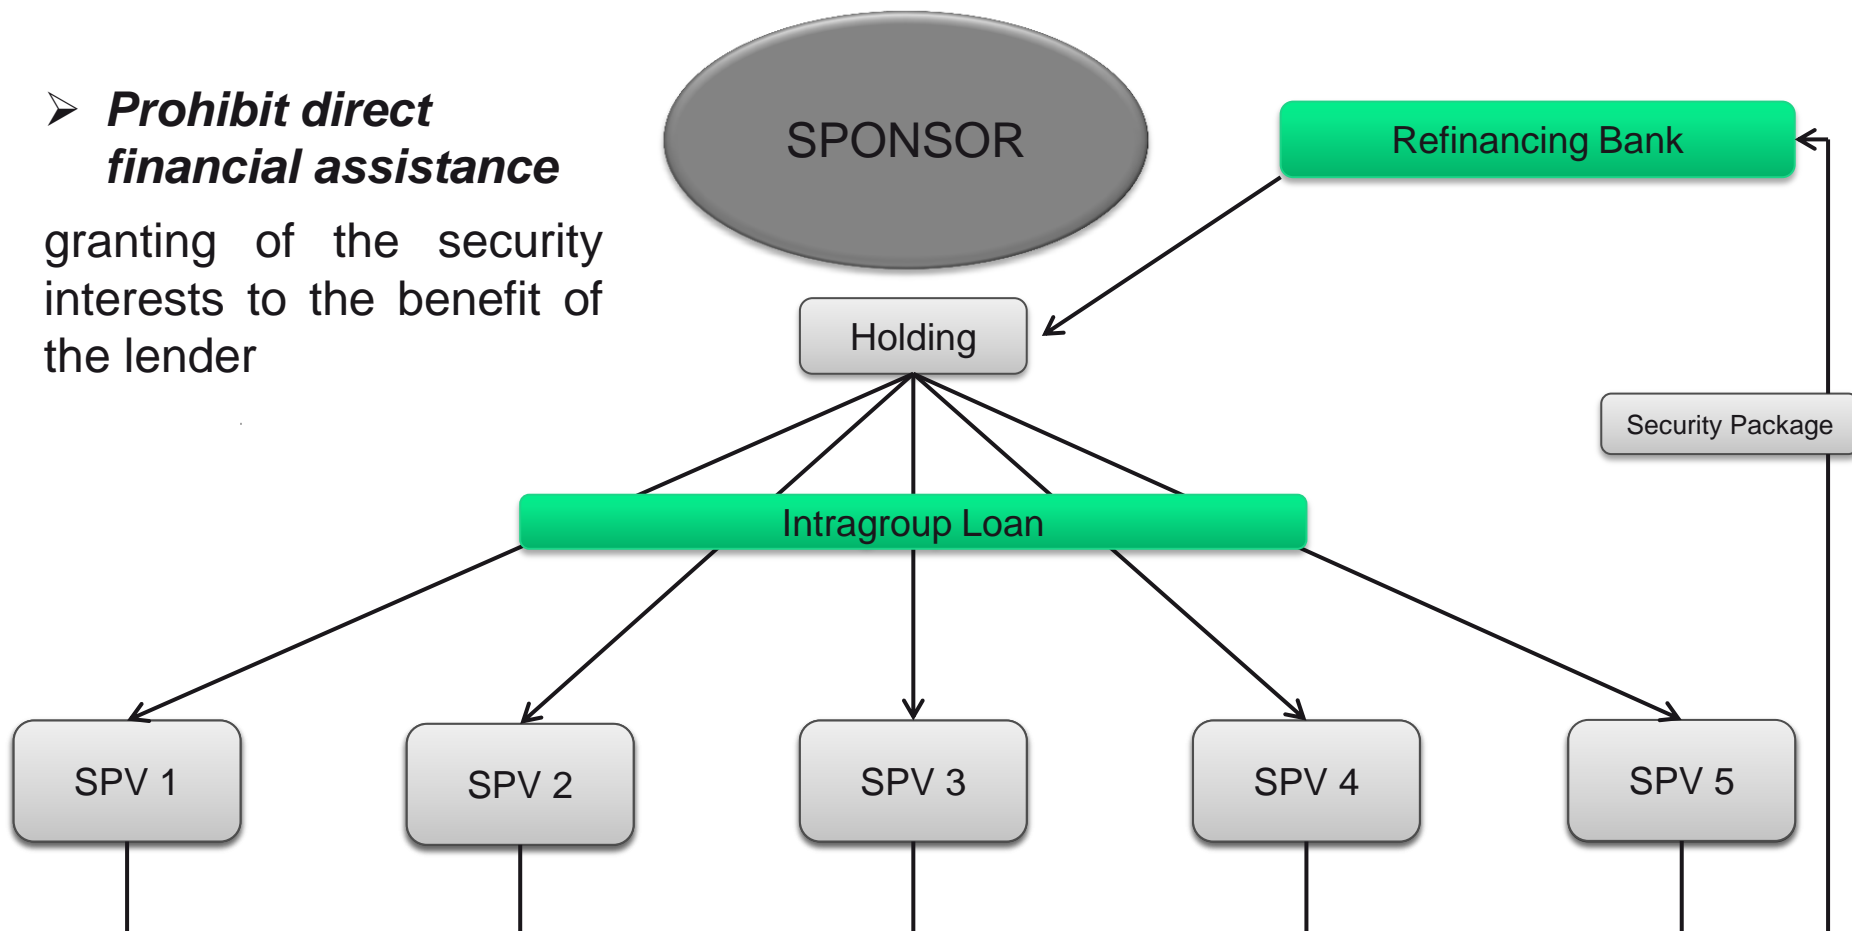 ➢ Prohibit direct
financial assistance
granting of the security
interests to the benefit of
the lender
SPONSOR
Refinancing Bank
Holding
Security Package
Intragroup Loan
SPV 1
SPV 2
SPV 3
SPV 4
SPV 5